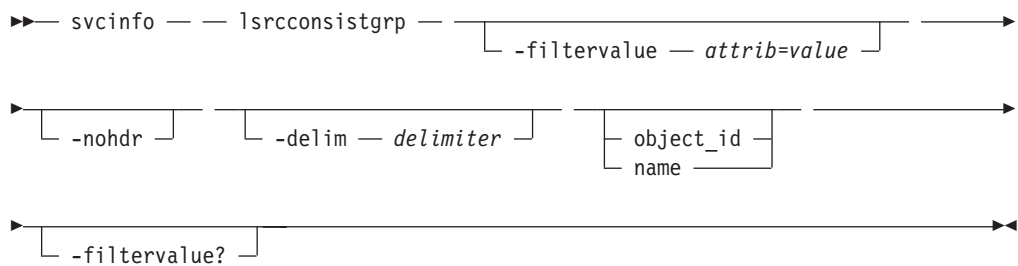 svcinfo lsrcconsistgrp
-filtervalue attrib=value
-nohdr -delim delimiter object_id
name
-filtervalue?